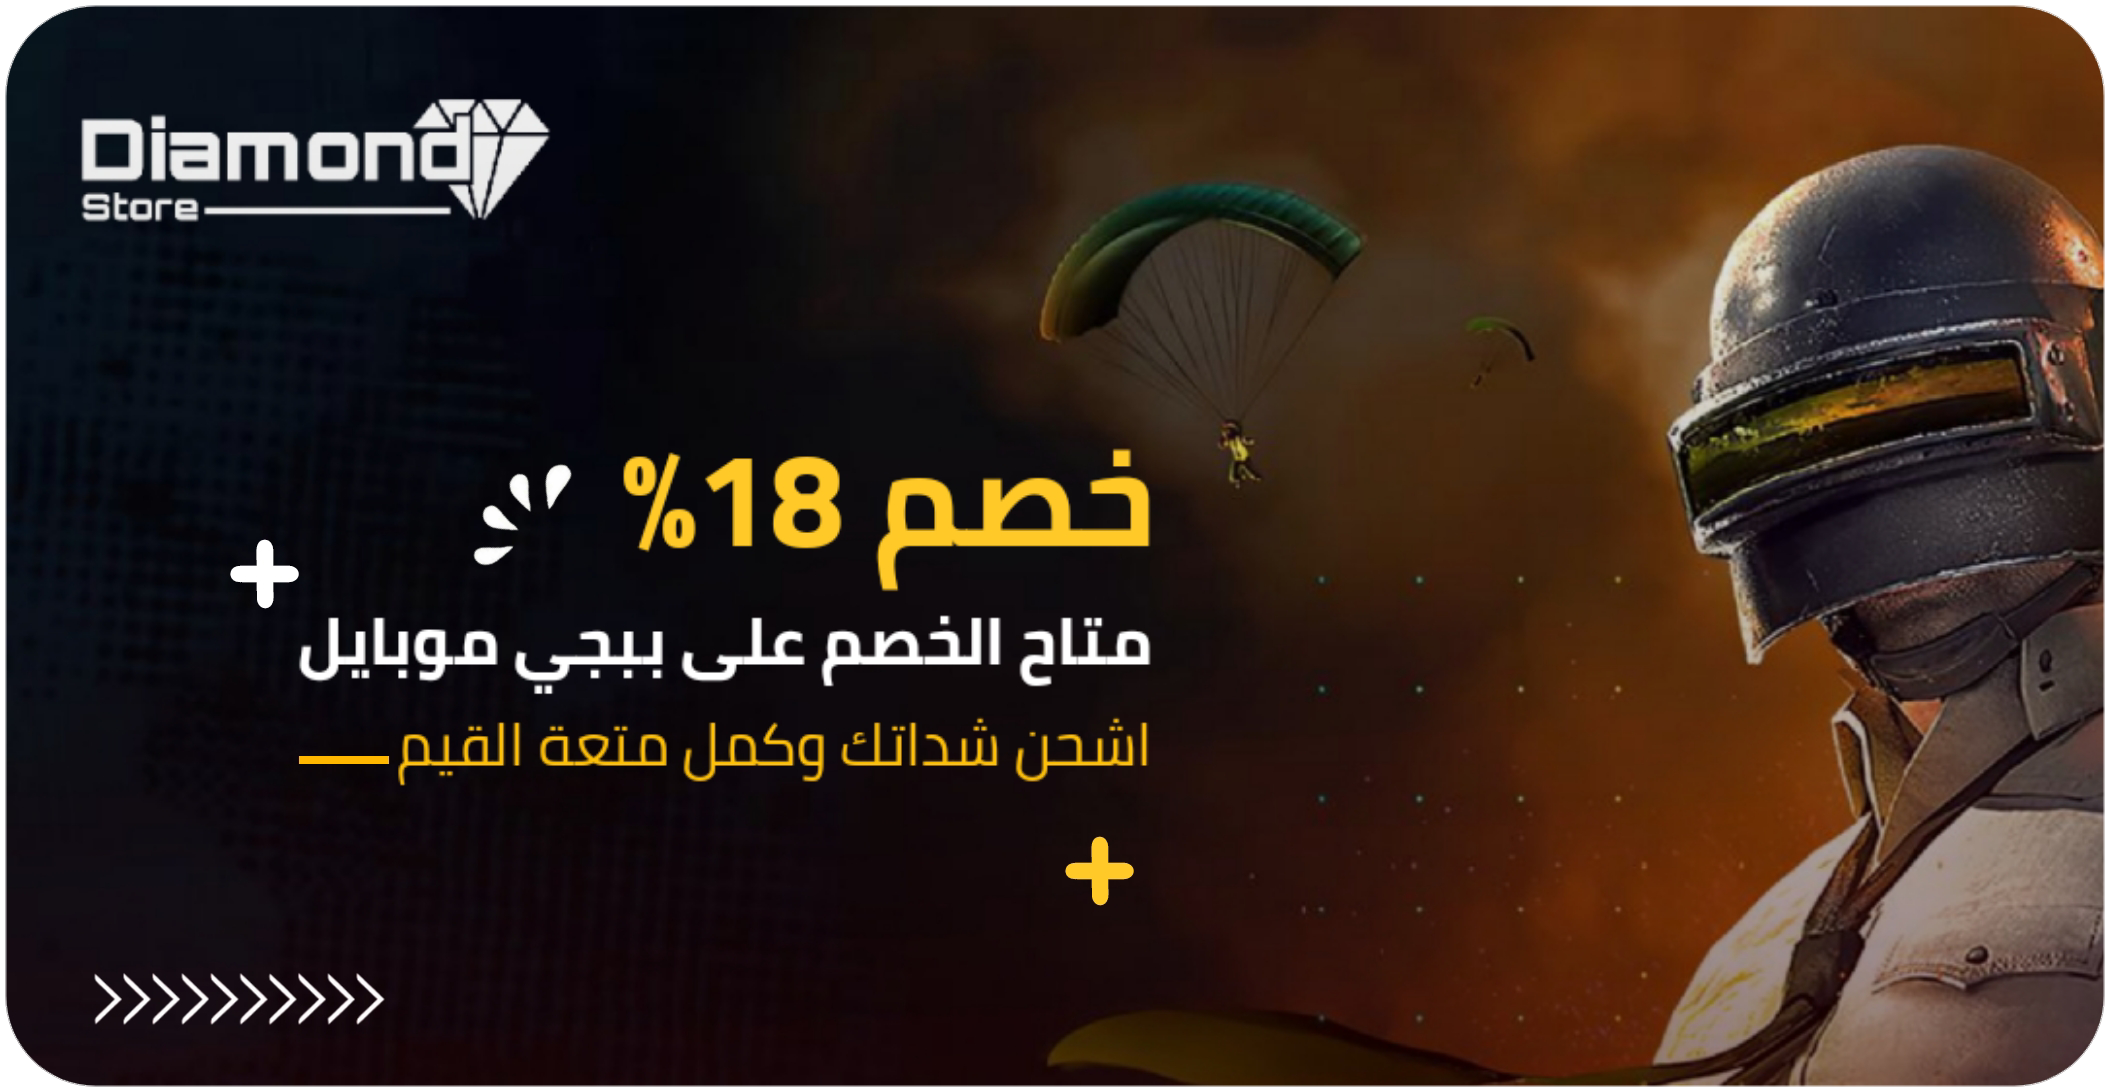 Diamond
Store
خصم 18%
متاح الخصم على ببجي موبايل
اشحن شداتك وكمل متعة القيم